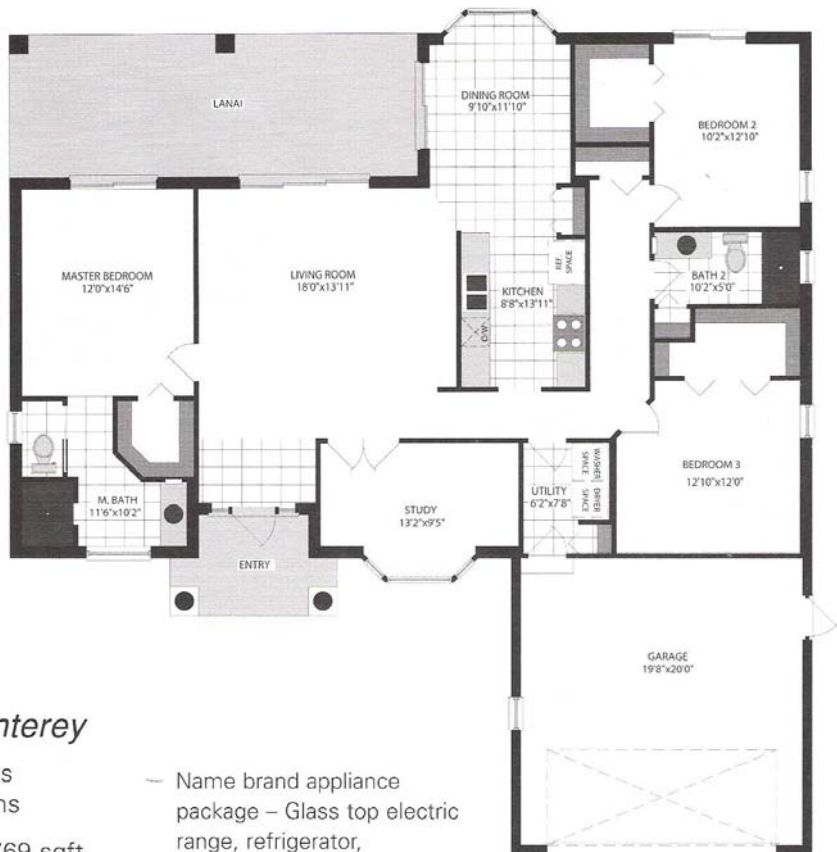 LANAI
DINING ROOM
9'10"x11'10"
BEDROOM 2
10'2"x12'10"
MASTER BEDROOM
12'0"x14'6"
LIVING ROOM
18'0"x13'11"
REF.
SPACE
KITCHEN
8'8"x13'11"
D/W
BATH 2
10'2"x5'0"
BEDROOM 3
12'10"x12'0"
M. BATH
11'6"x10'2"
STUDY
13'2"x9'5"
UTILITY
6'2"x7'8"
WASHER
SPACE
DRYER
SPACE
ENTRY
GARAGE
19'8"x20'0"
nterey
s
ns
769 sqft
– Name brand appliance
package – Glass top electric
range, refrigerator,